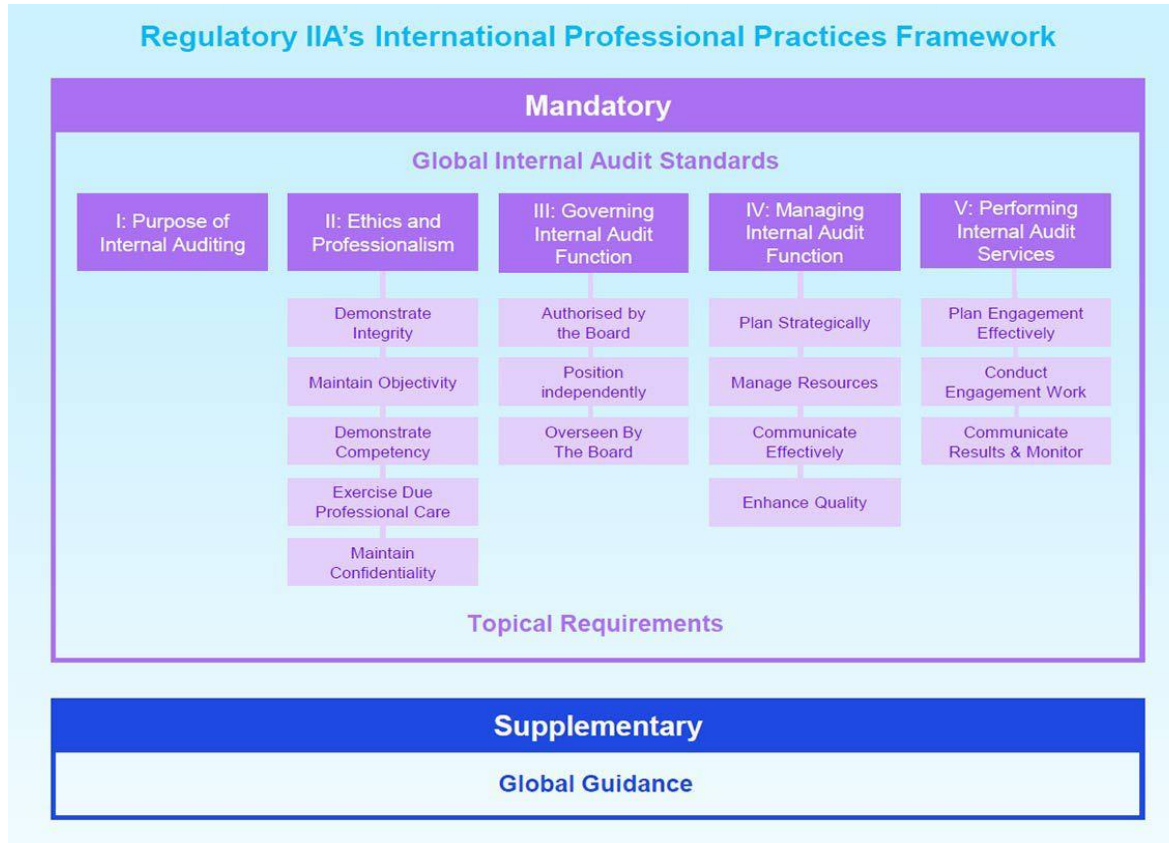 Regulatory IIA's International Professional Practices Framework
Mandatory
Global Internal Audit Standards
I: Purpose of
Internal Auditing
II: Ethics and
Professionalism
Demonstrate
Integrity
Maintain Objectivity
Demonstrate
Competency
Exercise Due
Professional Care
Maintain
Confidentiality
III: Governing
Internal Audit
Function
Authorised by
the Board
Position
independently
Overseen By
The Board
IV: Managing
Internal Audit
Function
Plan Strategically
Manage Resources
Communicate
Effectively
Enhance Quality
V: Performing
Internal Audit
Services
Plan Engagement
Effectively
Conduct
Engagement Work
Communicate
Results & Monitor
Topical Requirements
Supplementary
Global Guidance